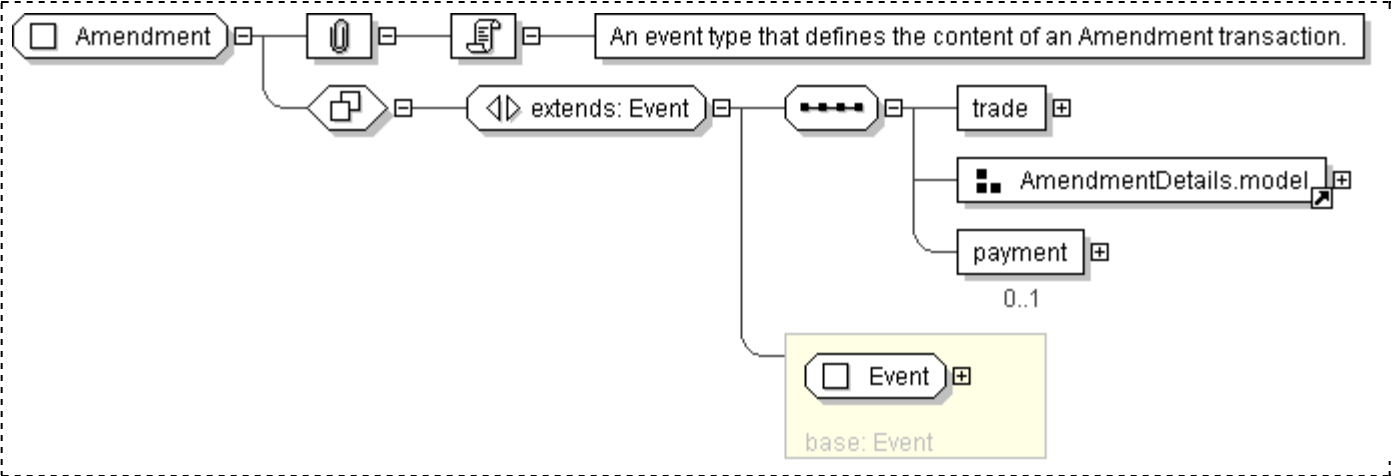 Amendment
An event type that defines the content of an Amendment transaction.
extends: Event
trade
AmendmentDetails.model
payment
0..1
Event
base: Event